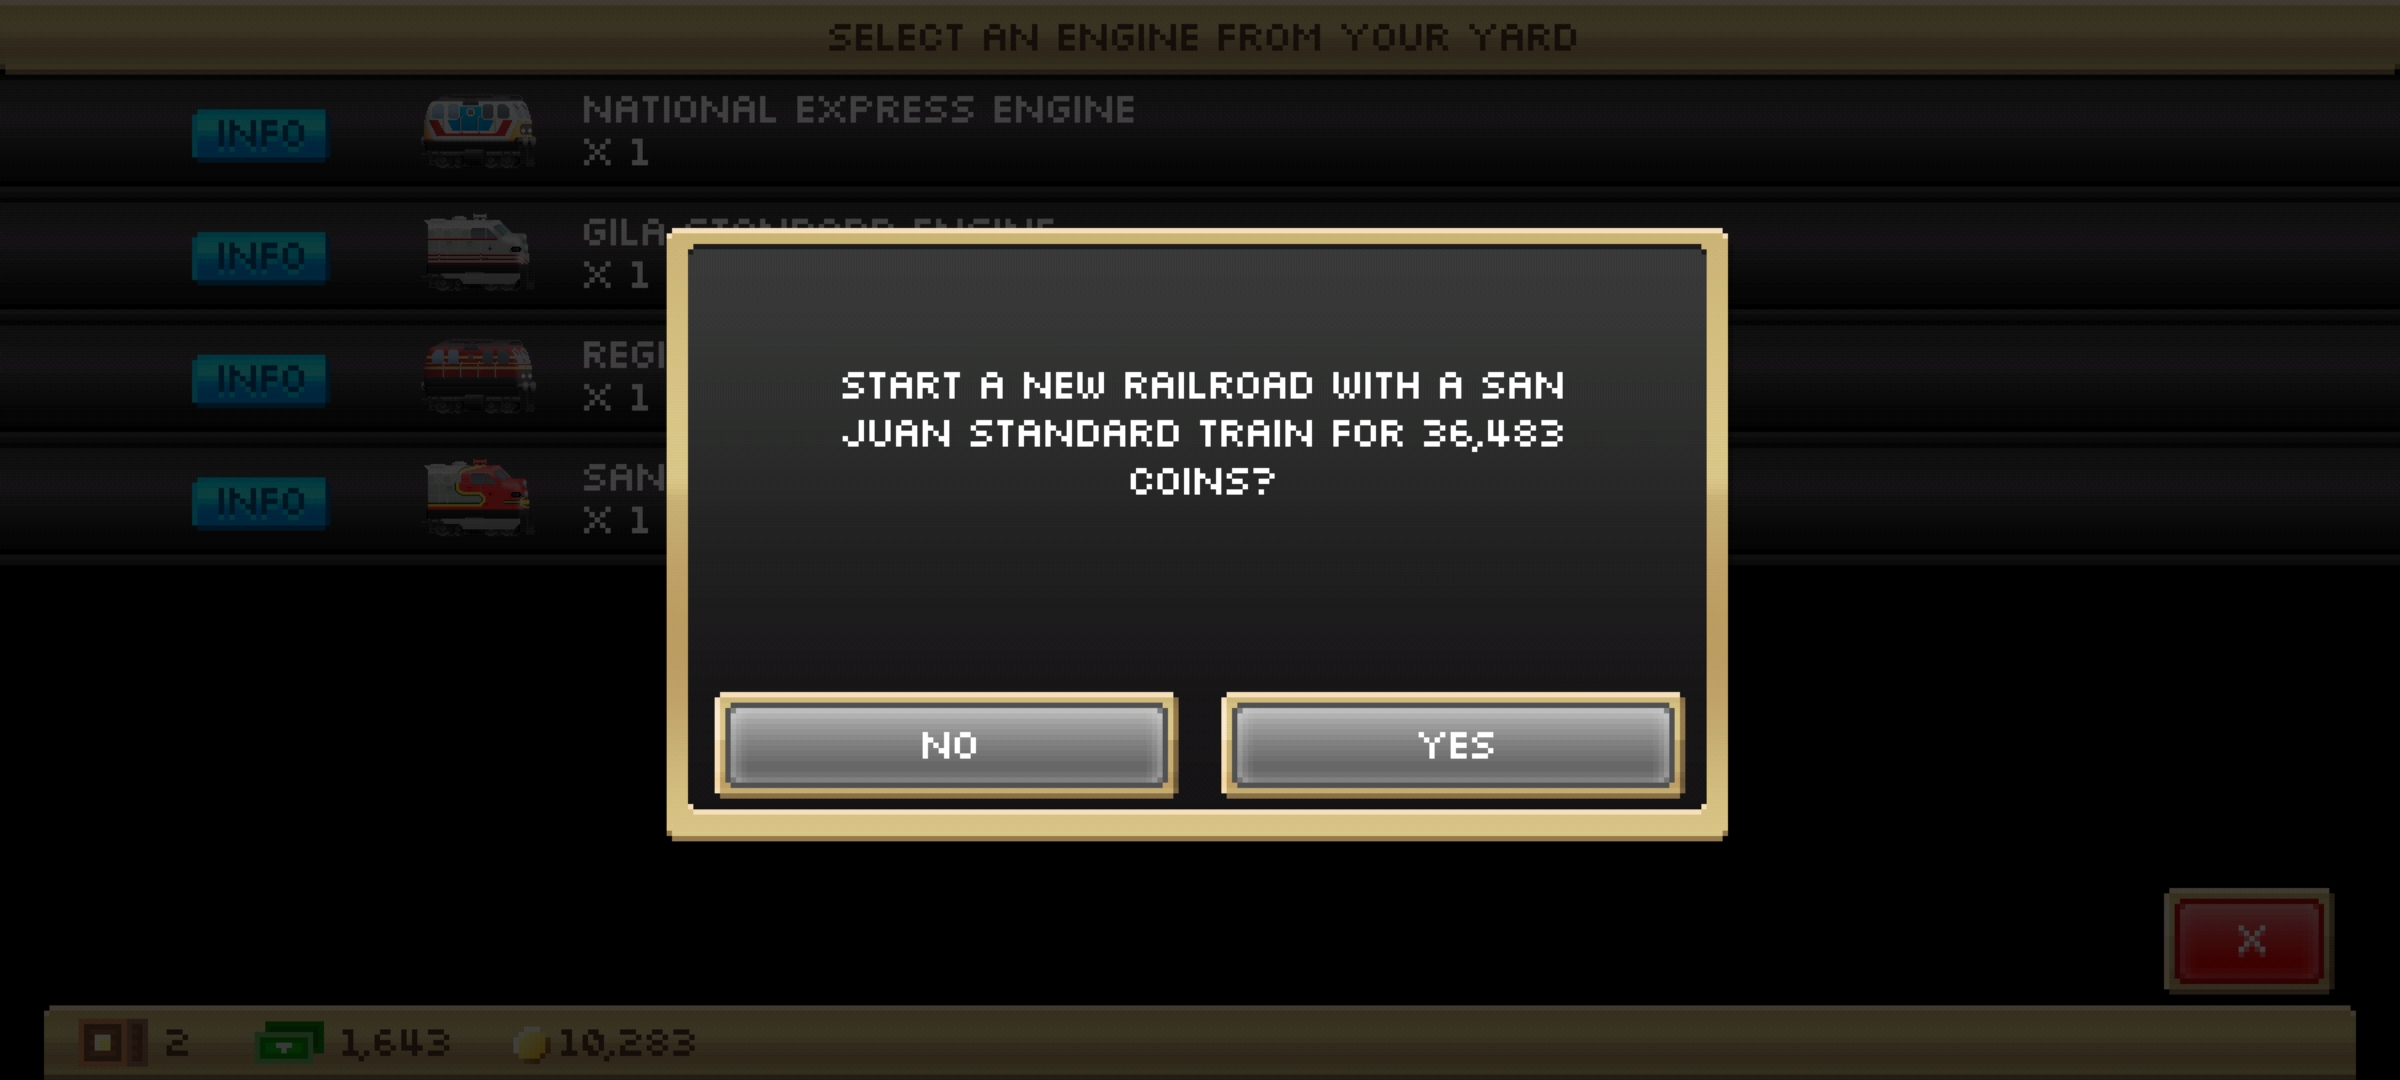 SELECT AN ENGINE FROM YOUR YARD
INFO
NATIONAL EXPRESS ENGINE
X 1
INFO
GILA STANDARD ENGINE
X 1
INFO
REGI
X 1
INFO
SAN
X 1
START A NEW RAILROAD WITH A SAN
JUAN STANDARD TRAIN FOR 36,483
COINS?
NO
YES
X
2
1,643
10,283